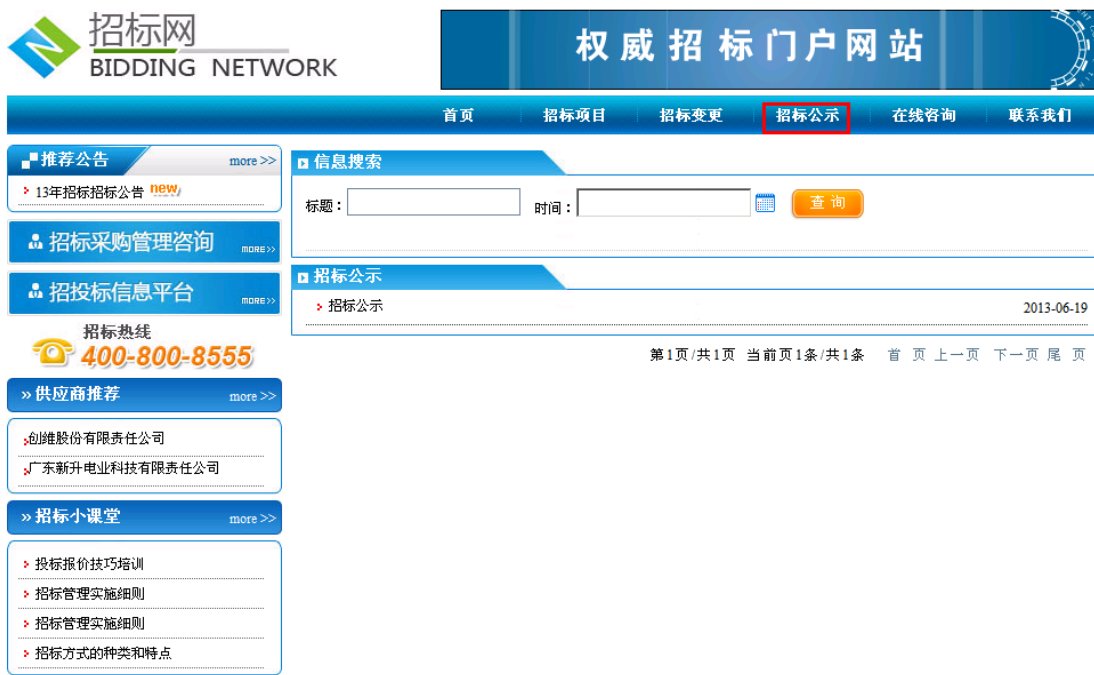 招标网
BIDDING NETWORK
权威招标门户网站
首页 招标项目 招标变更 招标公示 在线咨询 联系我们
推荐公告 more >>
13年招标招标公告 new
招标采购管理咨询 MORE>>
招投标信息平台 MORE>>
招标热线
400-800-8555
» 供应商推荐 more >>
创维股份有限责任公司
广东新升电业科技有限责任公司
» 招标小课堂 more >>
投标报价技巧培训
招标管理实施细则
招标管理实施细则
招标方式的种类和特点
信息搜索
标题： 时间： 查询
招标公示
招标公示 2013-06-19
第1页/共1页 当前页1条/共1条 首 页 上一页 下一页 尾 页